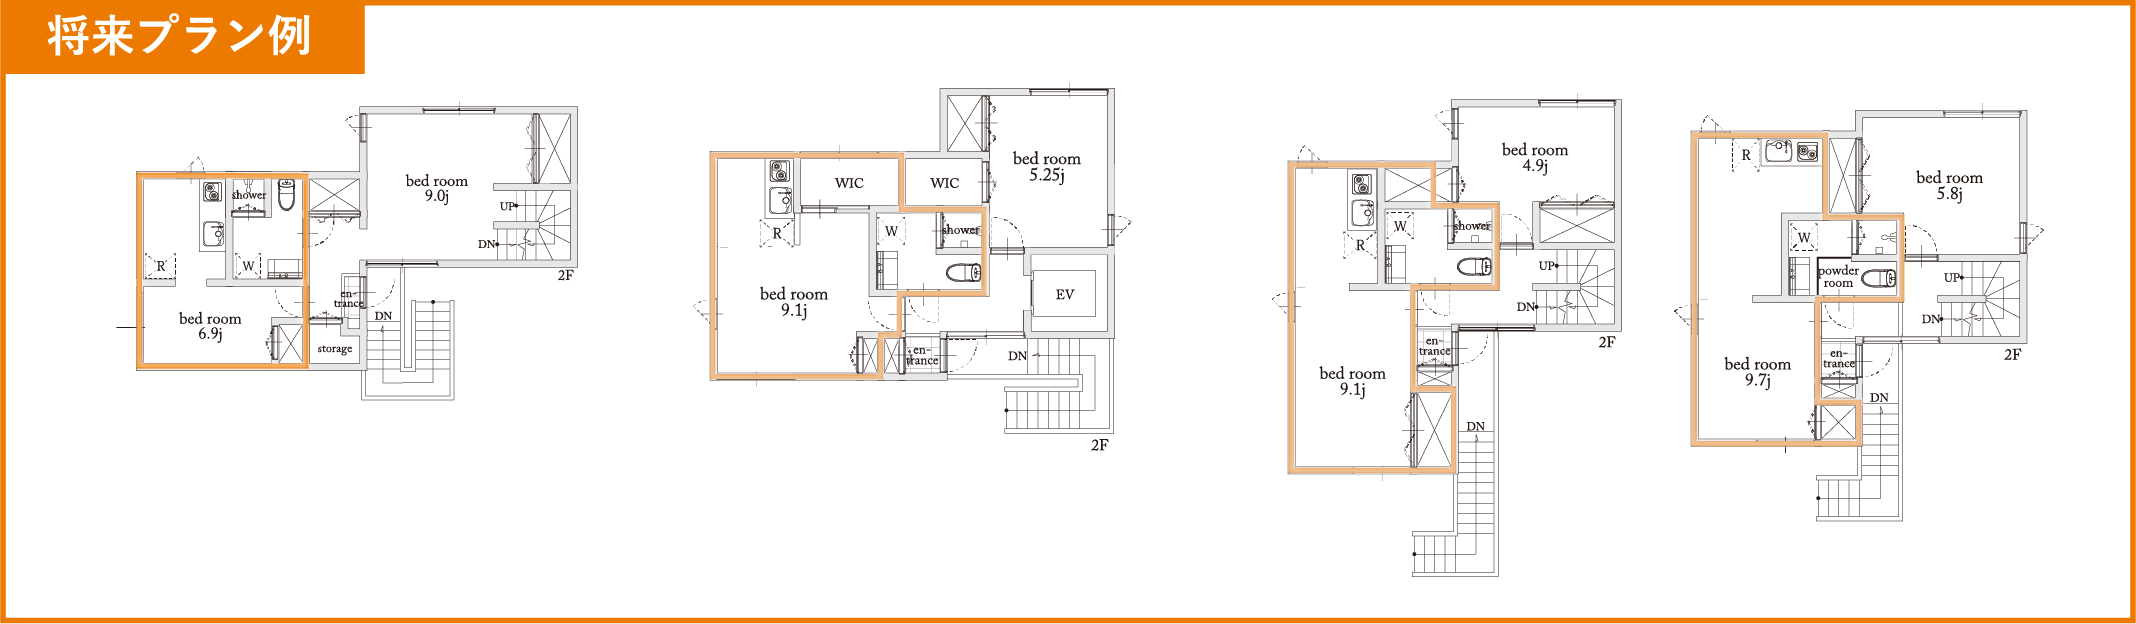 将来プラン例
bed room
9.0j
shower
UP
DN
2F
R
W
en-
trance
DN
bed room
6.9j
storage
bed room
5.25j
WIC
WIC
R
W
shower
bed room
9.1j
EV
en-
trance
DN
2F
bed room
4.9j
W
shower
R
UP
DN
2F
en-
trance
bed room
9.1j
DN
R
bed room
5.8j
W
powder
room
UP
DN
2F
en-
trance
bed room
9.7j
DN